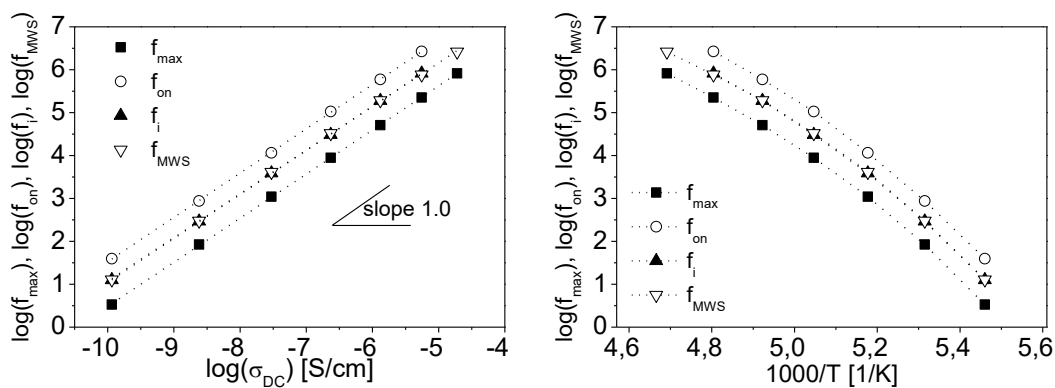 log(f_max), log(f_on), log(f_i), log(f_MWS)
7
6
5
4
3
2
1
0
f_max
f_on
f_i
f_MWS
slope 1.0
-10 -9 -8 -7 -6 -5 -4
log(σ_DC) [S/cm]
log(f_max), log(f_on), log(f_i), log(f_MWS)
7
6
5
4
3
2
1
0
f_max
f_on
f_i
f_MWS
4,6 4,8 5,0 5,2 5,4 5,6
1000/T [1/K]